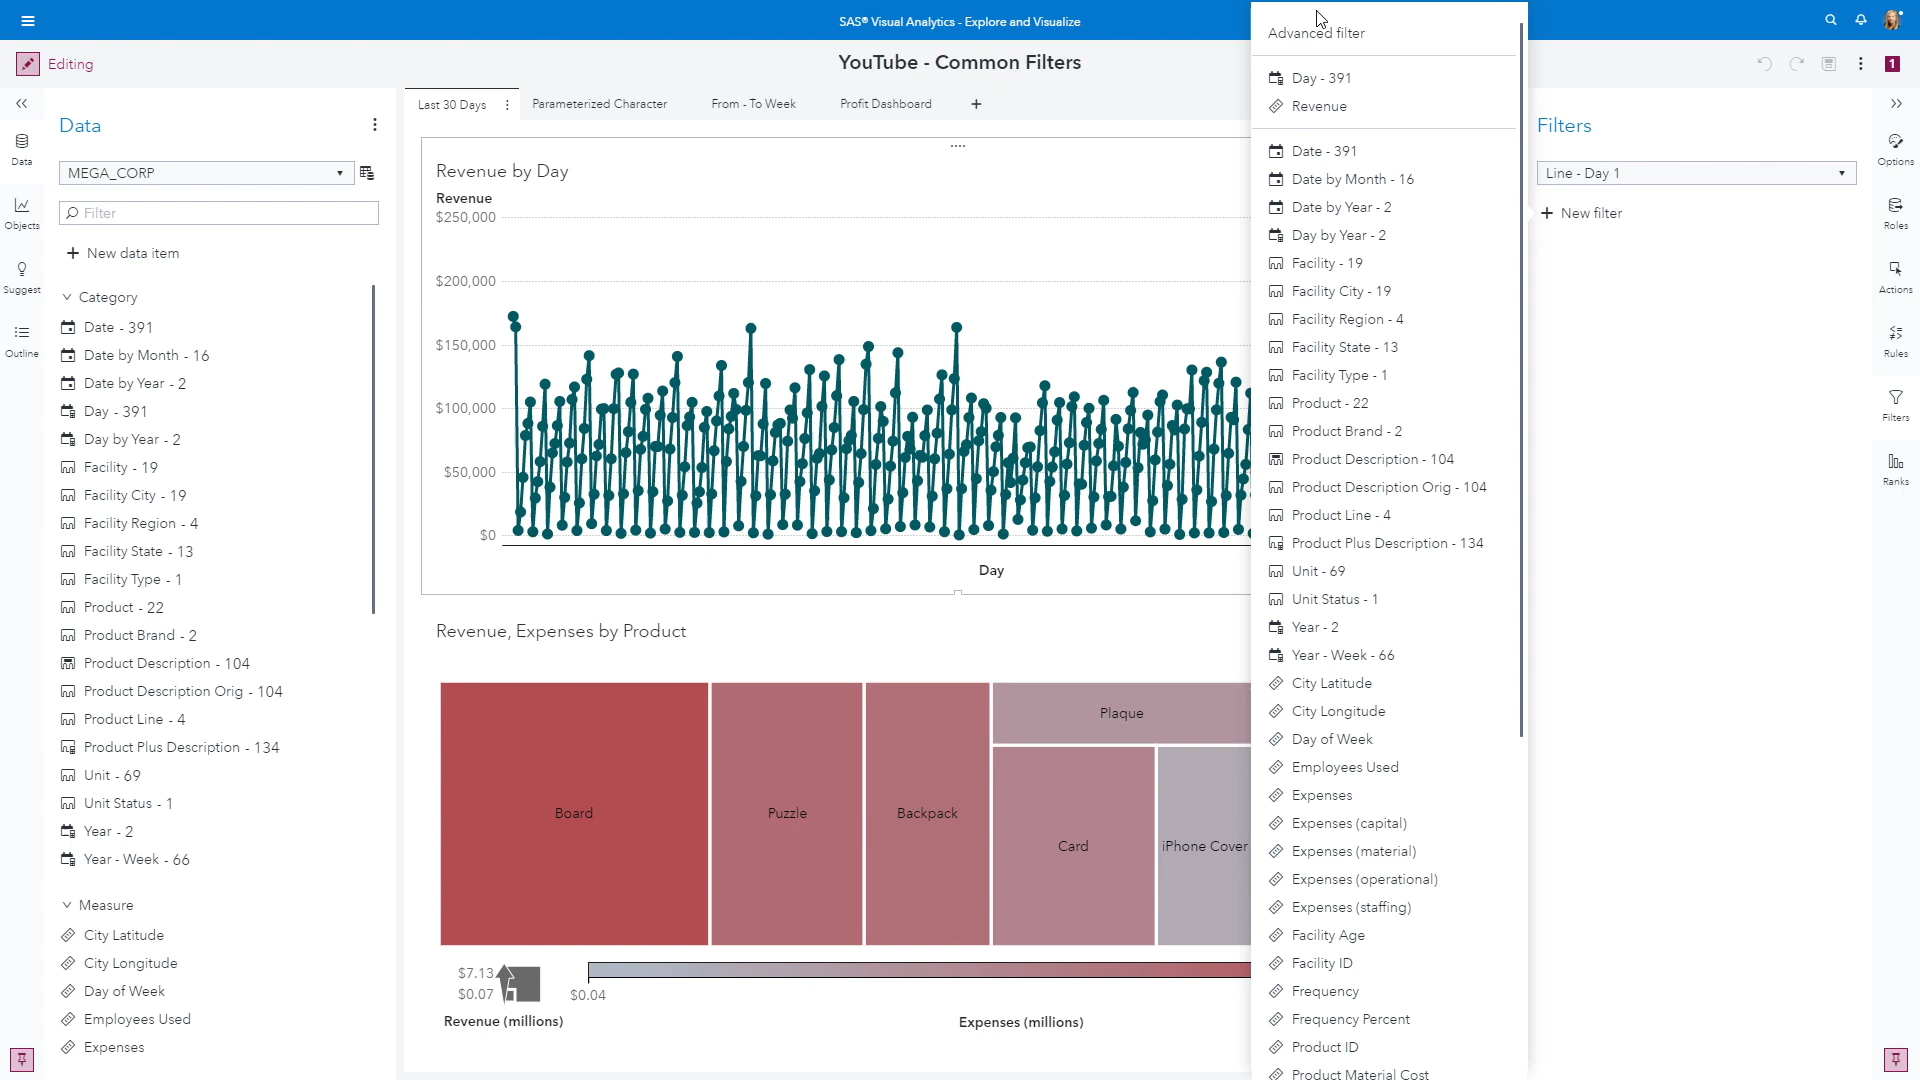 SAS® Visual Analytics - Explore and Visualize
Editing
YouTube - Common Filters
1
Data
Objects
Suggest
Outline
Data
MEGA_CORP
Filter
New data item
Category
Date - 391
Date by Month - 16
Date by Year - 2
Day - 391
Day by Year - 2
Facility - 19
Facility City - 19
Facility Region - 4
Facility State - 13
Facility Type - 1
Product - 22
Product Brand - 2
Product Description - 104
Product Description Orig - 104
Product Line - 4
Product Plus Description - 134
Unit - 69
Unit Status - 1
Year - 2
Year - Week - 66
Measure
City Latitude
City Longitude
Day of Week
Employees Used
Expenses
Last 30 Days
Parameterized Character
From - To Week
Profit Dashboard
Revenue by Day
Revenue
$250,000
$200,000
$150,000
$100,000
$50,000
$0
Day
Revenue, Expenses by Product
Board
Puzzle
Backpack
Plaque
Card
iPhone Cover
$7.13
$0.07
Revenue (millions)
$0.04
Expenses (millions)
Advanced filter
Day - 391
Revenue
Date - 391
Date by Month - 16
Date by Year - 2
Day by Year - 2
Facility - 19
Facility City - 19
Facility Region - 4
Facility State - 13
Facility Type - 1
Product - 22
Product Brand - 2
Product Description - 104
Product Description Orig - 104
Product Line - 4
Product Plus Description - 134
Unit - 69
Unit Status - 1
Year - 2
Year - Week - 66
City Latitude
City Longitude
Day of Week
Employees Used
Expenses
Expenses (capital)
Expenses (material)
Expenses (operational)
Expenses (staffing)
Facility Age
Facility ID
Frequency
Frequency Percent
Product ID
Product Material Cost
Filters
Line - Day 1
New filter
Options
Roles
Actions
Rules
Filters
Ranks